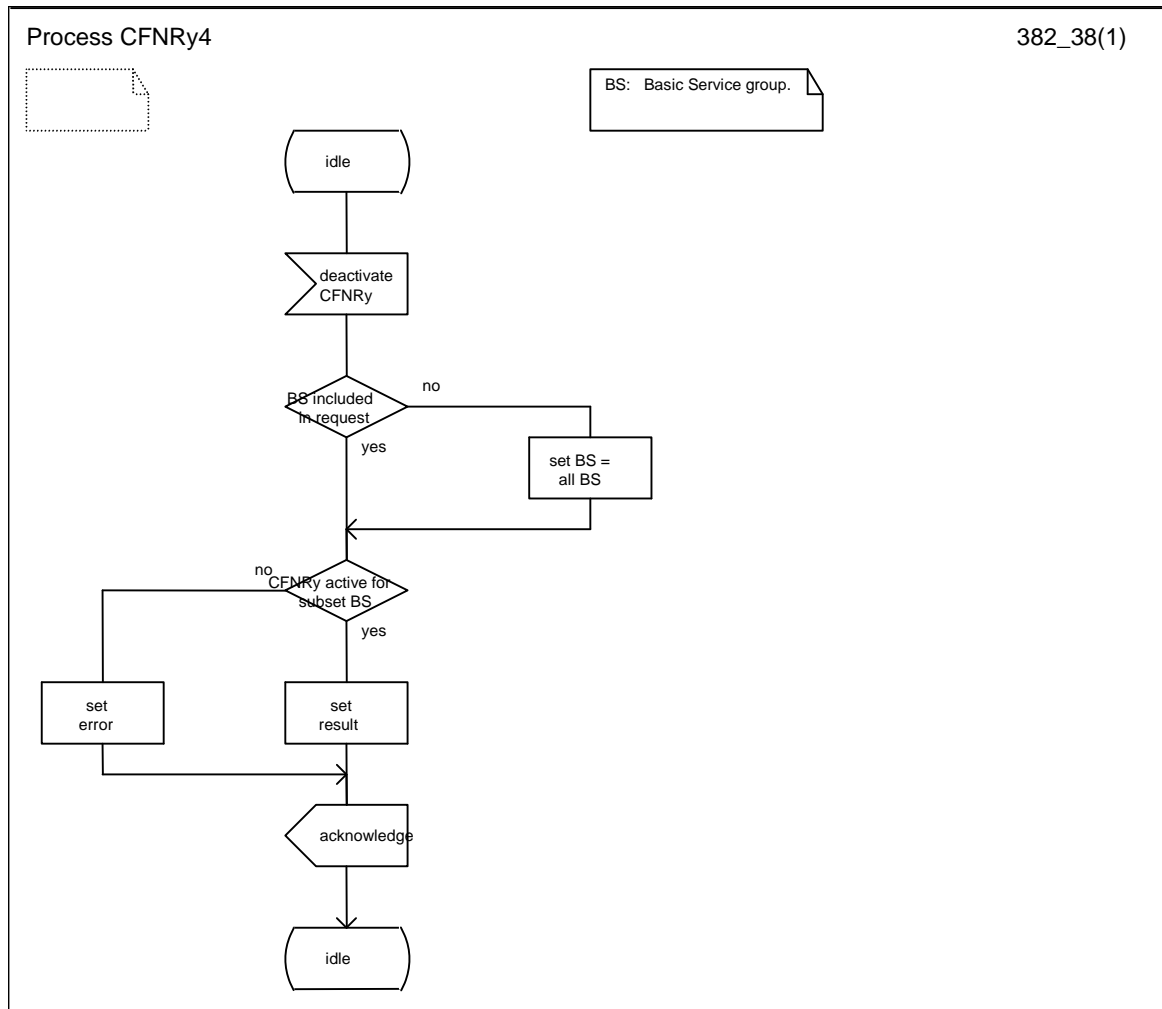 Process CFNRy4
382_38(1)
BS: Basic Service group.
idle
deactivate
CFNRy
BS included
in request
no
yes
set BS =
all BS
no
CFNRy active for
subset BS
yes
set
error
set
result
acknowledge
idle